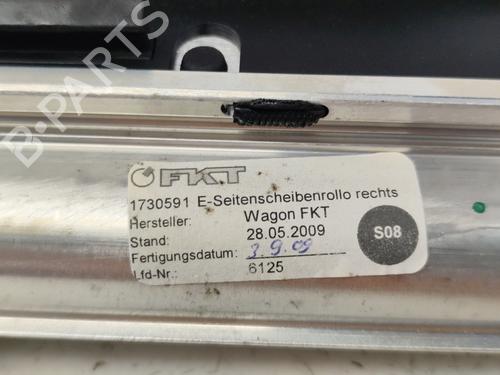 B-PARTS
FKT
1730591 E-Seitenscheibenrollo rechts
Hersteller: Wagon FKT
Stand: 28.05.2009
Fertigungsdatum: 3.9.09
Lfd-Nr.: 6125
S08